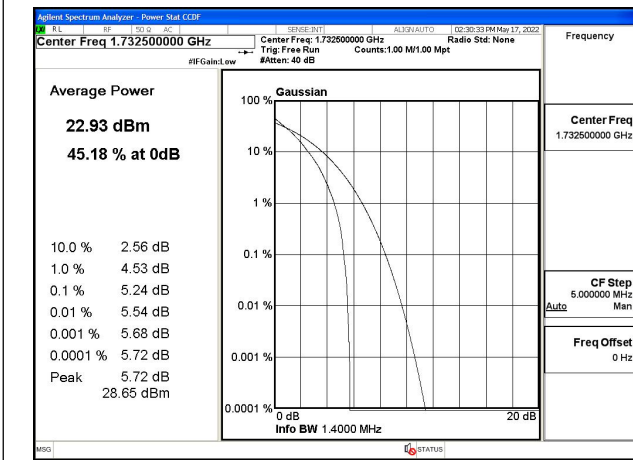 Agilent Spectrum Analyzer - Power Stat CCDF
RL RF 50 Ω AC SENSE:INT ALIGN AUTO 02:30:33 PM May 17, 2022
Center Freq 1.732500000 GHz
Center Freq: 1.732500000 GHz Radio Std: None
Trig: Free Run Counts:1.00 M/1.00 Mpt
#IFGain:Low #Atten: 40 dB
Frequency
Average Power
22.93 dBm
45.18 % at 0dB
10.0 % 2.56 dB
1.0 % 4.53 dB
0.1 % 5.24 dB
0.01 % 5.54 dB
0.001 % 5.68 dB
0.0001 % 5.72 dB
Peak 5.72 dB
28.65 dBm
Gaussian
100 %
10 %
1 %
0.1 %
0.01 %
0.001 %
0.0001 %
0 dB 20 dB
Info BW 1.4000 MHz
Center Freq
1.732500000 GHz
CF Step
5.000000 MHz
Auto Man
Freq Offset
0 Hz
MSG STATUS